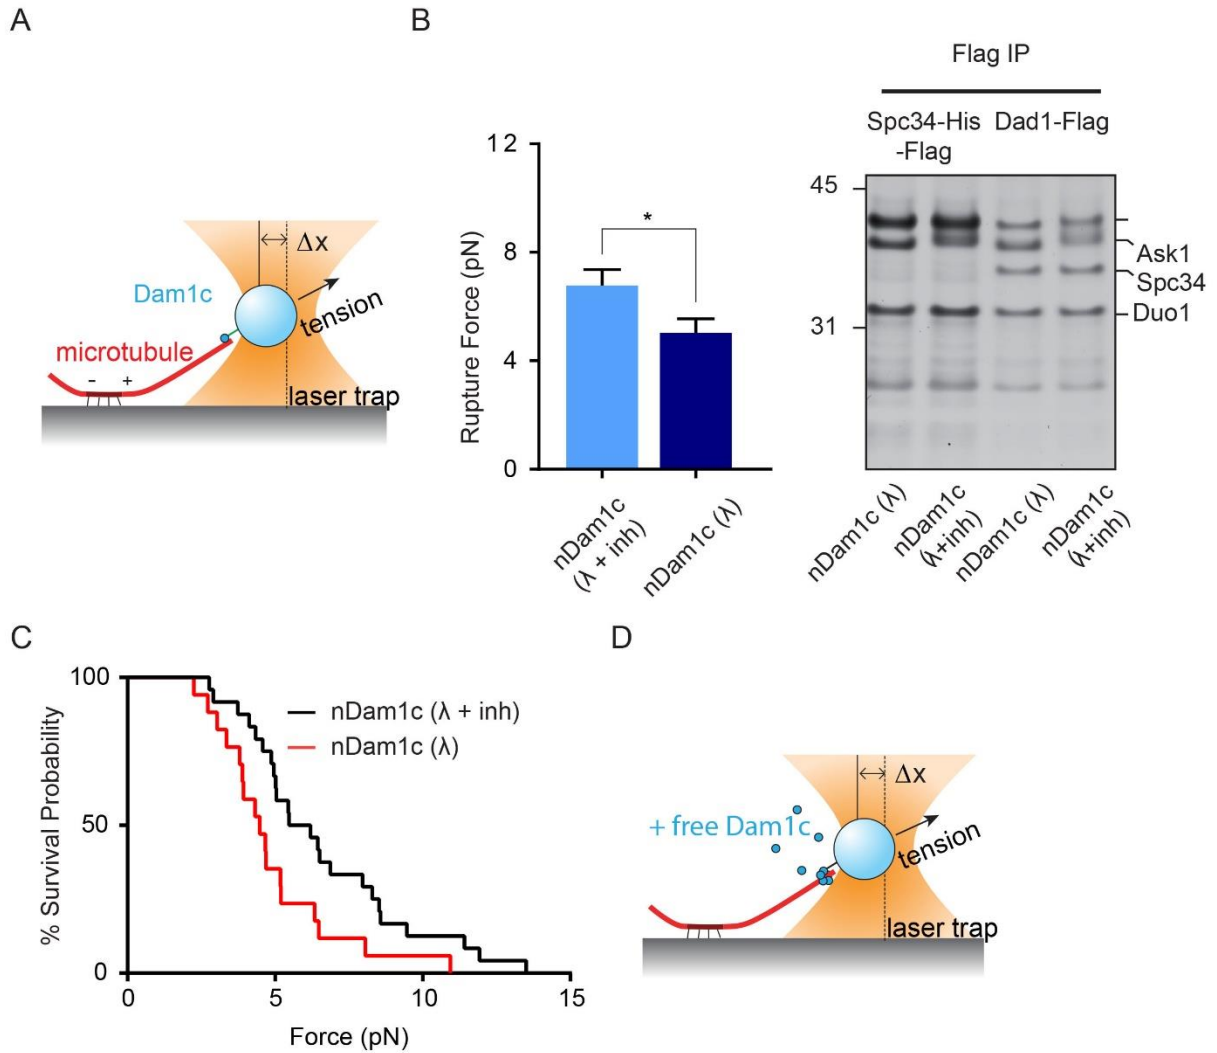 A
Δx
Dam1c
tension
microtubule
- +
laser trap
B
12
8
4
0
Rupture Force (pN)
*
nDam1c
(λ + inh)
nDam1c (λ)
Flag IP
Spc34-His
-Flag
Dad1-Flag
45
31
Ask1
Spc34
Duo1
nDam1c (λ)
nDam1c
(λ+inh)
nDam1c (λ)
nDam1c
(λ+inh)
C
100
50
0
% Survival Probability
nDam1c (λ + inh)
nDam1c (λ)
0 5 10 15
Force (pN)
D
Δx
+ free Dam1c
tension
laser trap